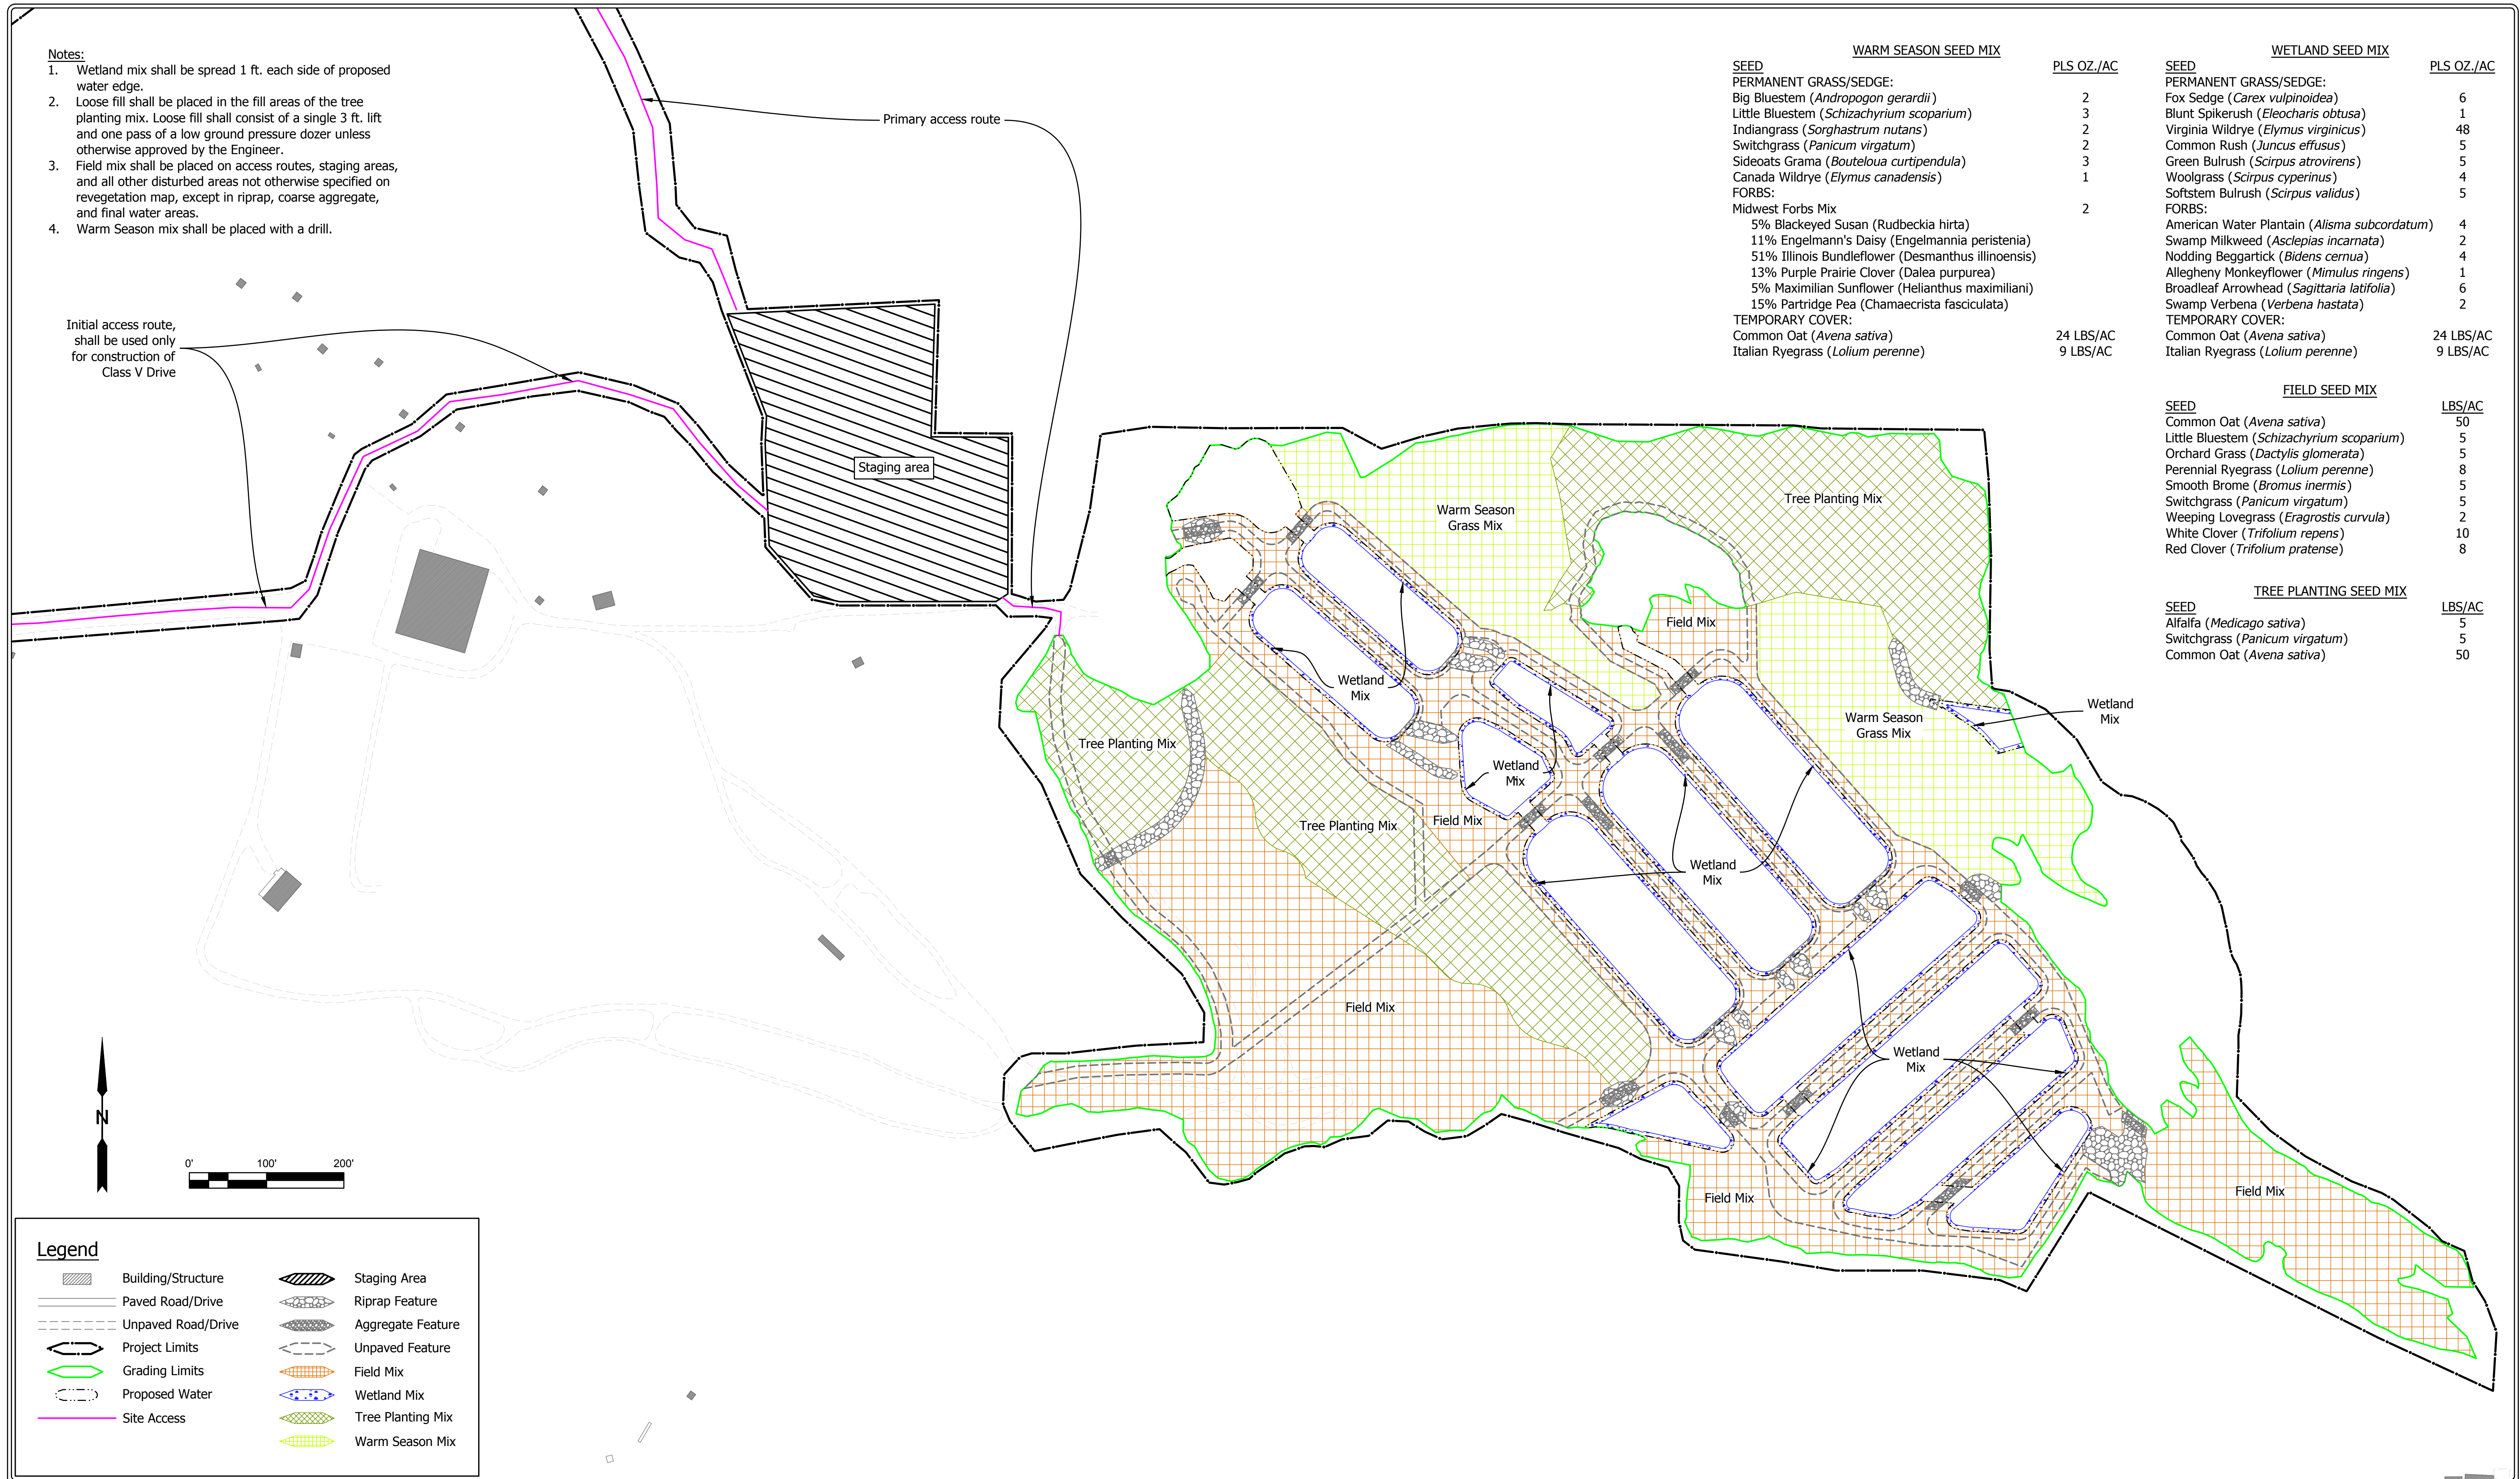 Notes:
1. Wetland mix shall be spread 1 ft. each side of proposed
water edge.
2. Loose fill shall be placed in the fill areas of the tree
planting mix. Loose fill shall consist of a single 3 ft. lift
and one pass of a low ground pressure dozer unless
otherwise approved by the Engineer.
3. Field mix shall be placed on access routes, staging areas,
and all other disturbed areas not otherwise specified on
revegetation map, except in riprap, coarse aggregate,
and final water areas.
4. Warm Season mix shall be placed with a drill.
Primary access route
Initial access route,
shall be used only
for construction of
Class V Drive
Staging area
WARM SEASON SEED MIX
SEED PLS OZ./AC
PERMANENT GRASS/SEDGE:
Big Bluestem (Andropogon gerardii) 2
Little Bluestem (Schizachyrium scoparium) 3
Indiangrass (Sorghastrum nutans) 2
Switchgrass (Panicum virgatum) 2
Sideoats Grama (Bouteloua curtipendula) 3
Canada Wildrye (Elymus canadensis) 1
FORBS:
Midwest Forbs Mix 2
5% Blackeyed Susan (Rudbeckia hirta)
11% Engelmann's Daisy (Engelmannia peristenia)
51% Illinois Bundleflower (Desmanthus illinoensis)
13% Purple Prairie Clover (Dalea purpurea)
5% Maximilian Sunflower (Helianthus maximiliani)
15% Partridge Pea (Chamaecrista fasciculata)
TEMPORARY COVER:
Common Oat (Avena sativa) 24 LBS/AC
Italian Ryegrass (Lolium perenne) 9 LBS/AC
WETLAND SEED MIX
SEED PLS OZ./AC
PERMANENT GRASS/SEDGE:
Fox Sedge (Carex vulpinoidea) 6
Blunt Spikerush (Eleocharis obtusa) 1
Virginia Wildrye (Elymus virginicus) 48
Common Rush (Juncus effusus) 5
Green Bulrush (Scirpus atrovirens) 5
Woolgrass (Scirpus cyperinus) 4
Softstem Bulrush (Scirpus validus) 5
FORBS:
American Water Plantain (Alisma subcordatum) 4
Swamp Milkweed (Asclepias incarnata) 2
Nodding Beggartick (Bidens cernua) 4
Allegheny Monkeyflower (Mimulus ringens) 1
Broadleaf Arrowhead (Sagittaria latifolia) 6
Swamp Verbena (Verbena hastata) 2
TEMPORARY COVER:
Common Oat (Avena sativa) 24 LBS/AC
Italian Ryegrass (Lolium perenne) 9 LBS/AC
FIELD SEED MIX
SEED LBS/AC
Common Oat (Avena sativa) 50
Little Bluestem (Schizachyrium scoparium) 5
Orchard Grass (Dactylis glomerata) 5
Perennial Ryegrass (Lolium perenne) 8
Smooth Brome (Bromus inermis) 5
Switchgrass (Panicum virgatum) 5
Weeping Lovegrass (Eragrostis curvula) 2
White Clover (Trifolium repens) 10
Red Clover (Trifolium pratense) 8
TREE PLANTING SEED MIX
SEED LBS/AC
Alfalfa (Medicago sativa) 5
Switchgrass (Panicum virgatum) 5
Common Oat (Avena sativa) 50
Warm Season
Grass Mix
Tree Planting Mix
Field Mix
Wetland
Mix
Wetland
Mix
Warm Season
Grass Mix
Tree Planting Mix
Wetland
Mix
Tree Planting Mix
Field Mix
Wetland
Mix
Field Mix
Wetland
Mix
Field Mix
Field Mix
N
0' 100' 200'
Legend
Building/Structure
Paved Road/Drive
Unpaved Road/Drive
Project Limits
Grading Limits
Proposed Water
Site Access
Staging Area
Riprap Feature
Aggregate Feature
Unpaved Feature
Field Mix
Wetland Mix
Tree Planting Mix
Warm Season Mix